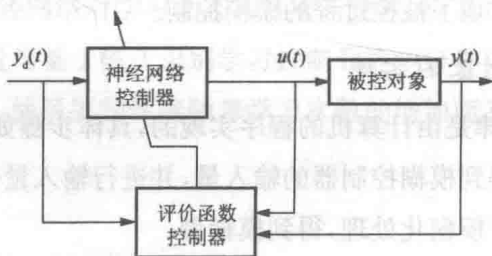 y_d(t)
神经网络
控制器
u(t)
被控对象
y(t)
评价函数
控制器